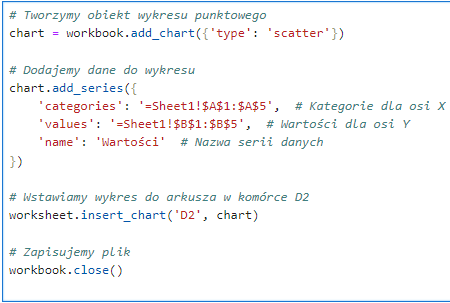 # Tworzymy obiekt wykresu punktowego
chart = workbook.add_chart({'type': 'scatter'})

# Dodajemy dane do wykresu
chart.add_series({
    'categories': '=Sheet1!$A$1:$A$5',  # Kategorie dla osi X
    'values': '=Sheet1!$B$1:$B$5',  # Wartości dla osi Y
    'name': 'Wartości'  # Nazwa serii danych
})

# Wstawiamy wykres do arkusza w komórce D2
worksheet.insert_chart('D2', chart)

# Zapisujemy plik
workbook.close()